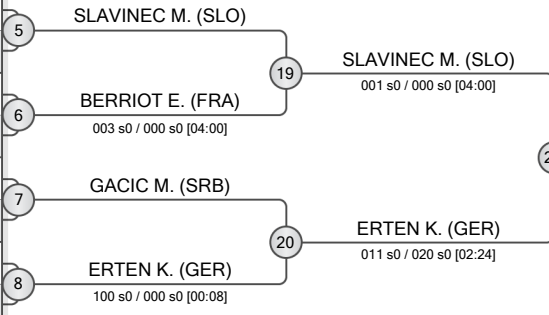 SLAVINEC M. (SLO)
5
19
SLAVINEC M. (SLO)
001 s0 / 000 s0 [04:00]
BERRIOT E. (FRA)
6
003 s0 / 000 s0 [04:00]
GACIC M. (SRB)
7
20
ERTEN K. (GER)
011 s0 / 020 s0 [02:24]
ERTEN K. (GER)
8
100 s0 / 000 s0 [00:08]